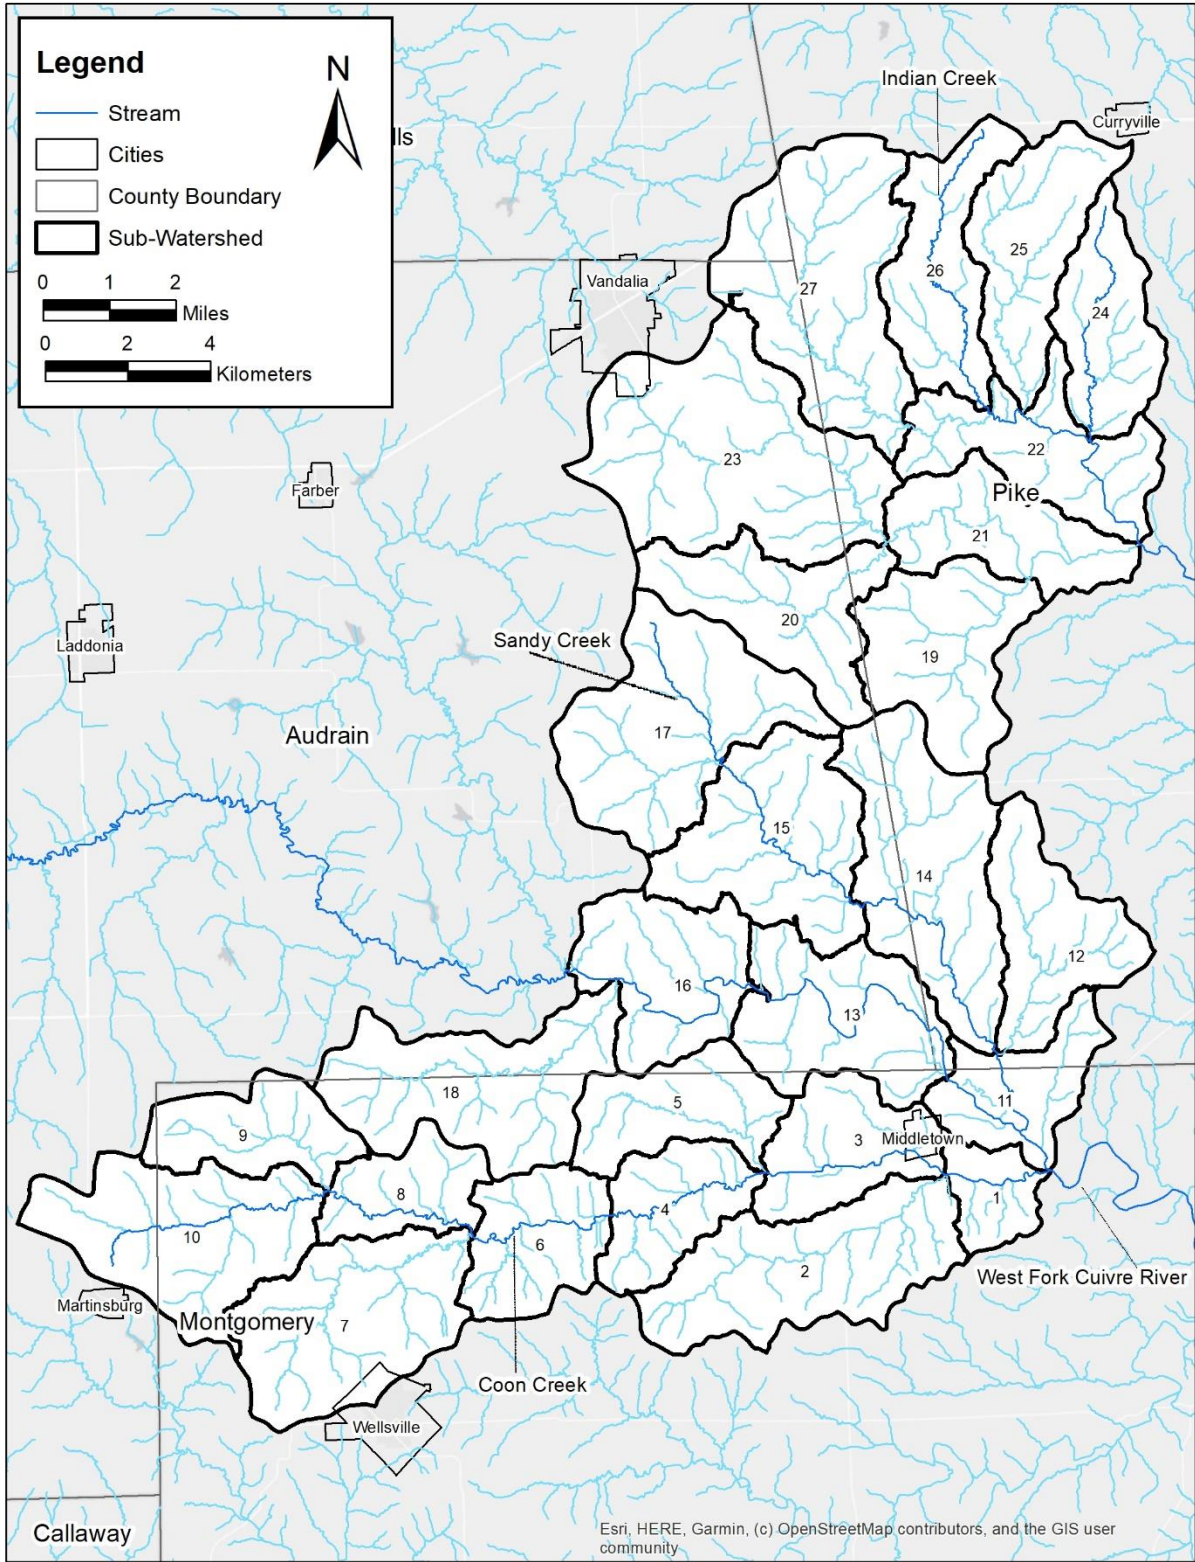 Legend
N
Stream
Cities
County Boundary
Sub-Watershed
0 1 2
Miles
0 2 4
Kilometers
lls
Indian Creek
Curryville
Vandalia
27
26
25
24
22
23
Pike
21
Farber
20
19
Laddonia
Sandy Creek
Audrain
17
15
14
12
16
13
18
5
11
9
3
Middletown
8
4
1
10
6
2
West Fork Cuivre River
Martinsburg
Montgomery
7
Coon Creek
Wellsville
Callaway
Esri, HERE, Garmin, (c) OpenStreetMap contributors, and the GIS user
community